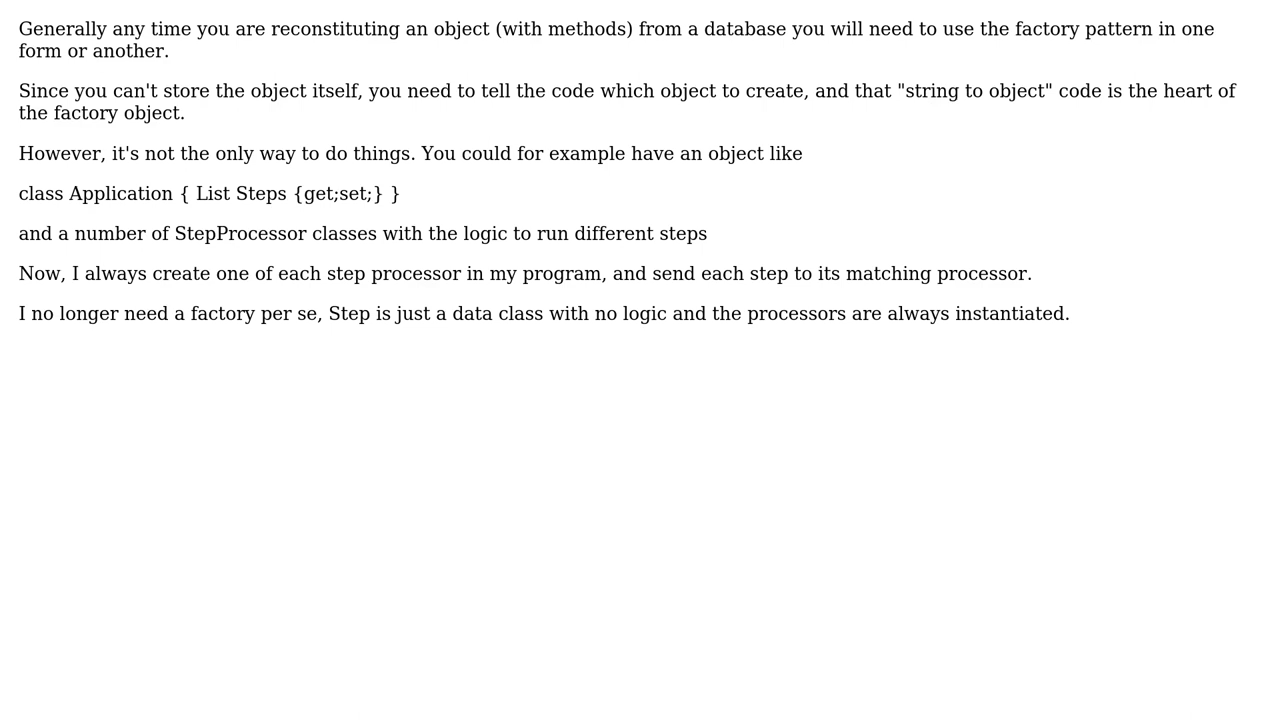 Generally any time you are reconstituting an object (with methods) from a database you will need to use the factory pattern in one
form or another.
Since you can't store the object itself, you need to tell the code which object to create, and that "string to object" code is the heart of
the factory object.
However, it's not the only way to do things. You could for example have an object like
class Application { List Steps {get;set;} }
and a number of StepProcessor classes with the logic to run different steps
Now, I always create one of each step processor in my program, and send each step to its matching processor.
I no longer need a factory per se, Step is just a data class with no logic and the processors are always instantiated.